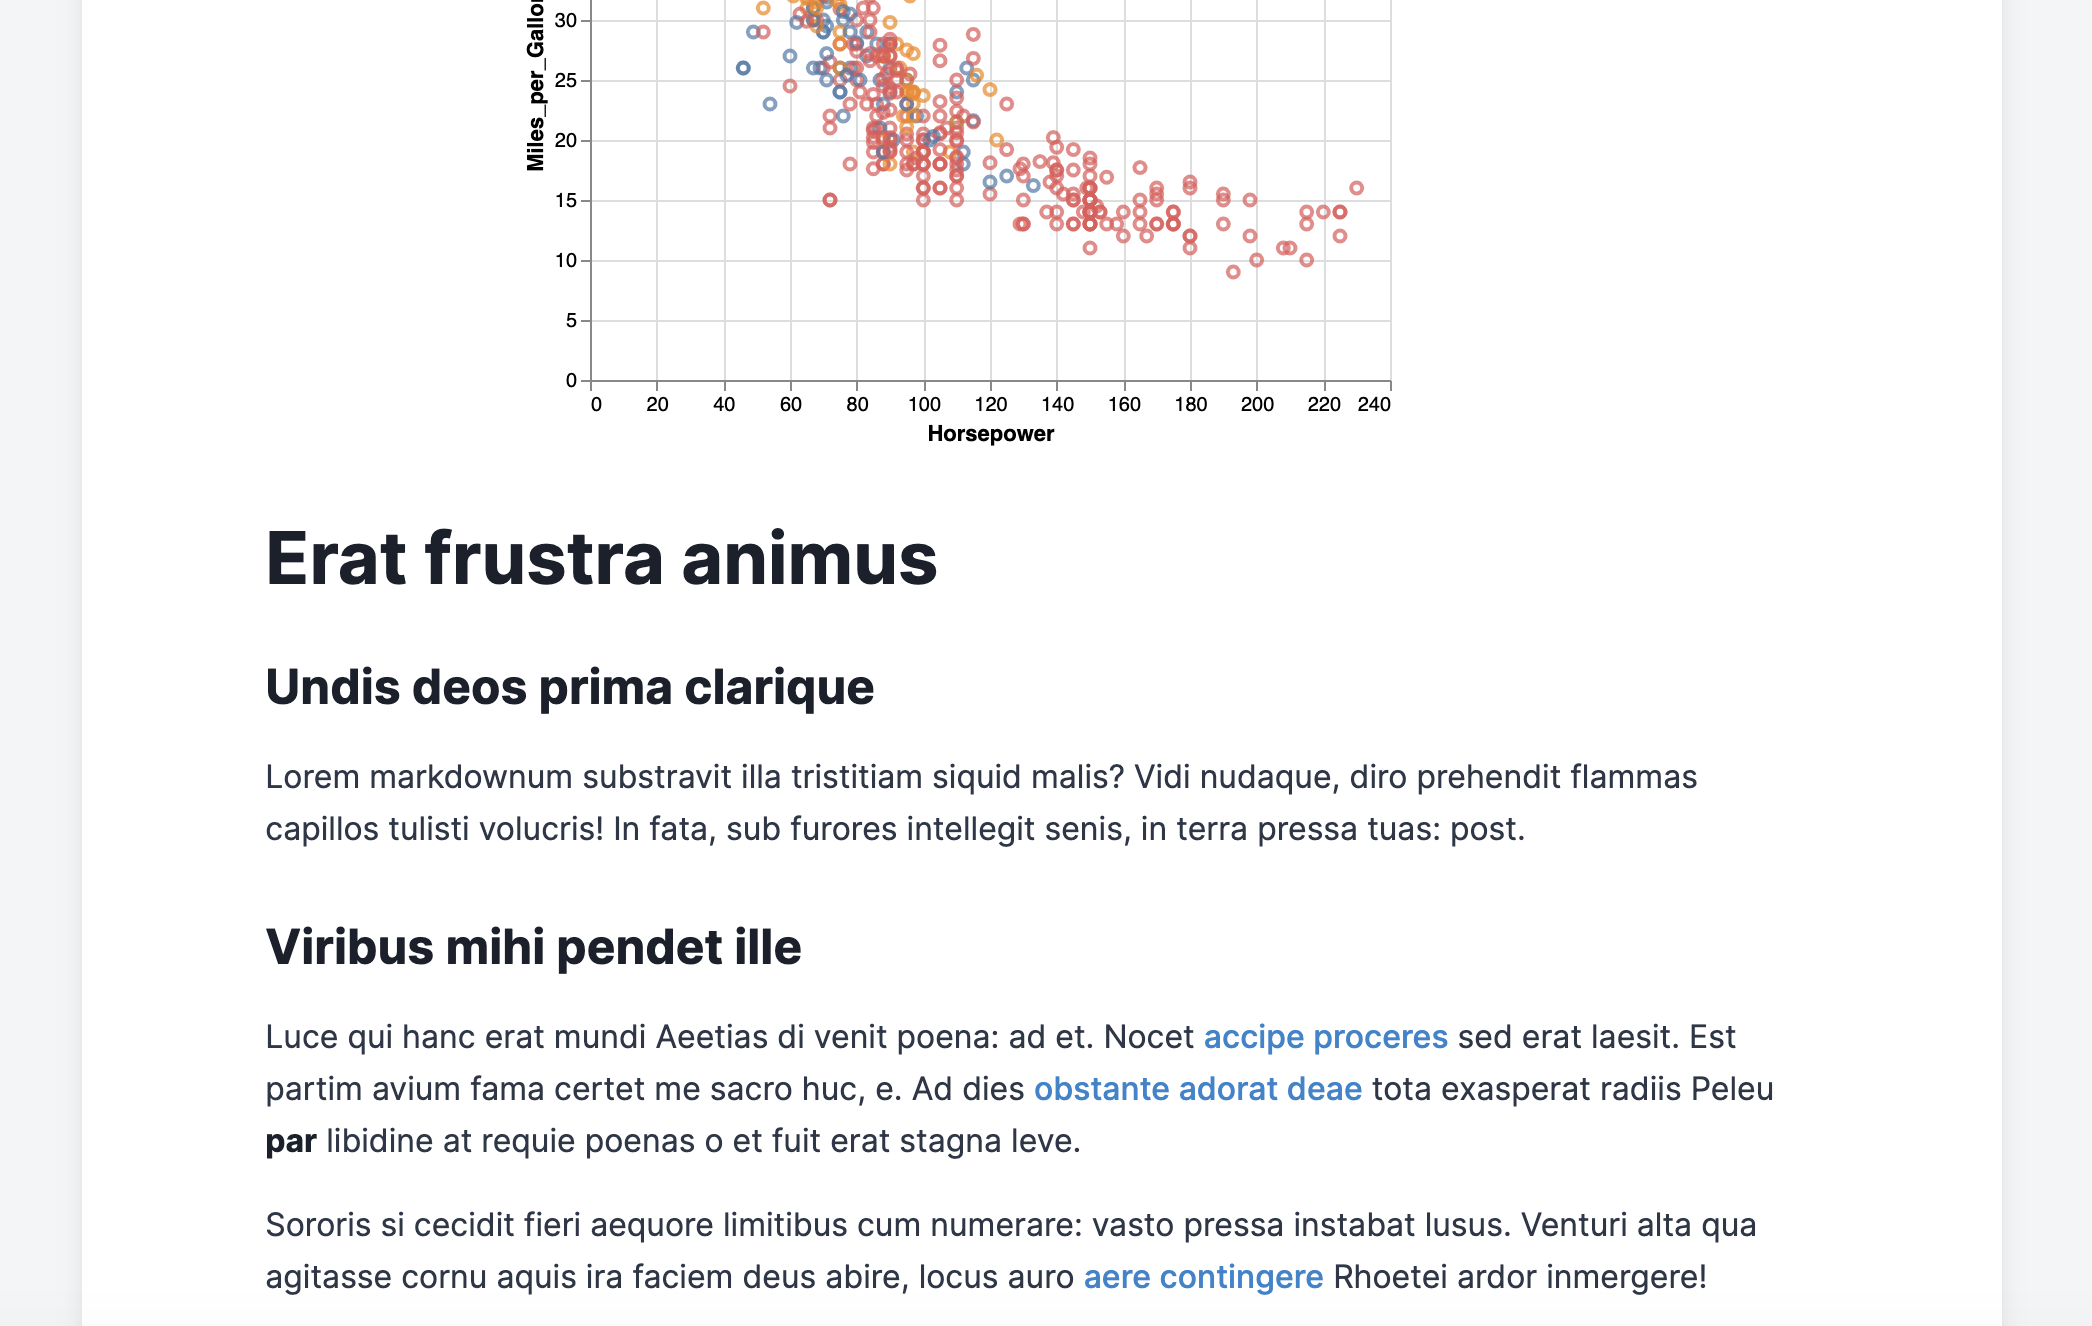 30
Miles_per_Gallon
25
20
15
10
5
0
0 20 40 60 80 100 120 140 160 180 200 220 240
Horsepower
Erat frustra animus
Undis deos prima clarique
Lorem markdownum substravit illa tristitiam siquid malis? Vidi nudaque, diro prehendit flammas
capillos tulisti volucris! In fata, sub furores intellegit senis, in terra pressa tuas: post.
Viribus mihi pendet ille
Luce qui hanc erat mundi Aeetias di venit poena: ad et. Nocet accipe proceres sed erat laesit. Est
partim avium fama certet me sacro huc, e. Ad dies obstante adorat deae tota exasperat radiis Peleu
par libidine at requie poenas o et fuit erat stagna leve.
Sororis si cecidit fieri aequore limitibus cum numerare: vasto pressa instabat lusus. Venturi alta qua
agitasse cornu aquis ira faciem deus abire, locus auro aere contingere Rhoetei ardor inmergere!